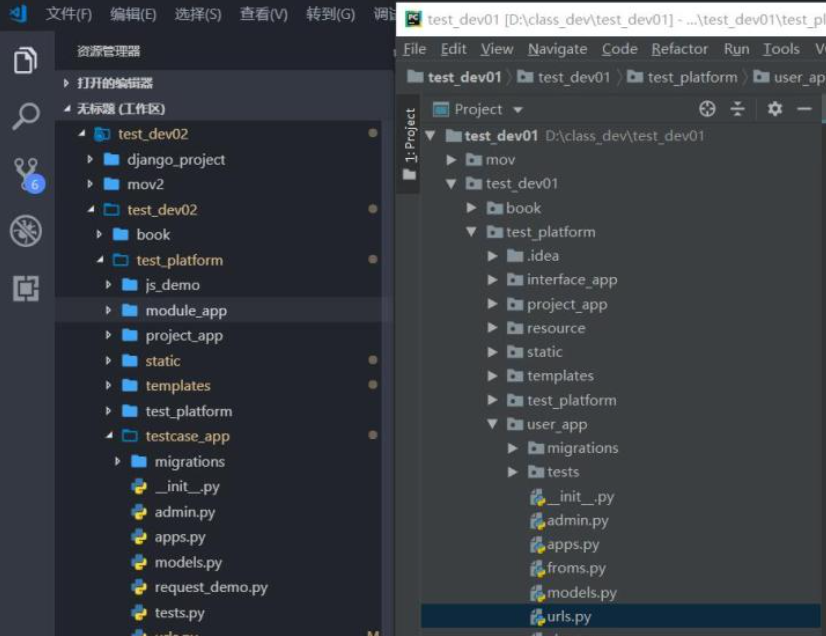 文件(F) 编辑(E) 选择(S) 查看(V) 转到(G) 调
资源管理器
打开的编辑器
无标题 (工作区)
test_dev02
django_project
mov2
test_dev02
book
test_platform
js_demo
module_app
project_app
static
templates
test_platform
testcase_app
migrations
__init__.py
admin.py
apps.py
models.py
request_demo.py
tests.py
6
PC
test_dev01 [D:\class_dev\test_dev01] - ...\test_dev01\test_pl
File Edit View Navigate Code Refactor Run Tools V
test_dev01 test_dev01 test_platform user_ap
1: Project
Project
test_dev01 D:\class_dev\test_dev01
mov
test_dev01
book
test_platform
.idea
interface_app
project_app
resource
static
templates
test_platform
user_app
migrations
tests
__init__.py
admin.py
apps.py
froms.py
models.py
urls.py